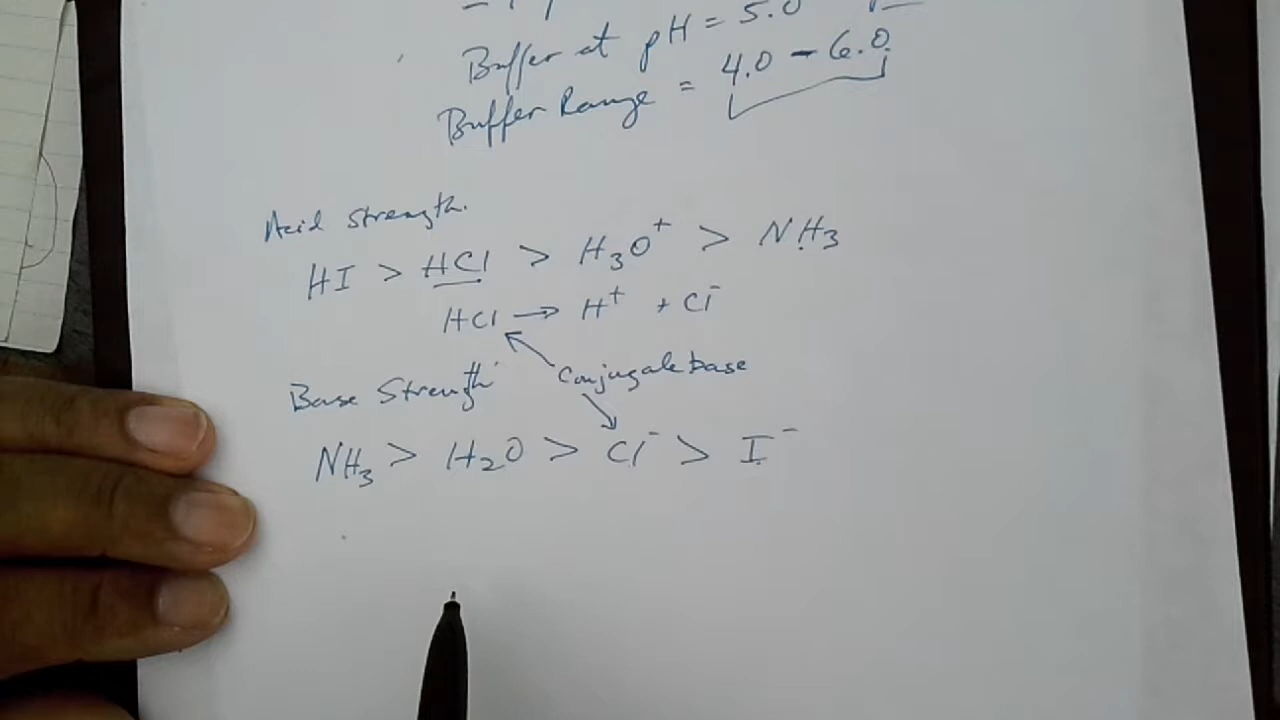 Buffer at pH = 5.0
Buffer Range = 4.0 - 6.0
Acid Strength.
HI > HCl > H₃O⁺ > NH₃
HCl → H⁺ + Cl⁻
Conjugate base
Base Strength
NH₃ > H₂O > Cl⁻ > I⁻